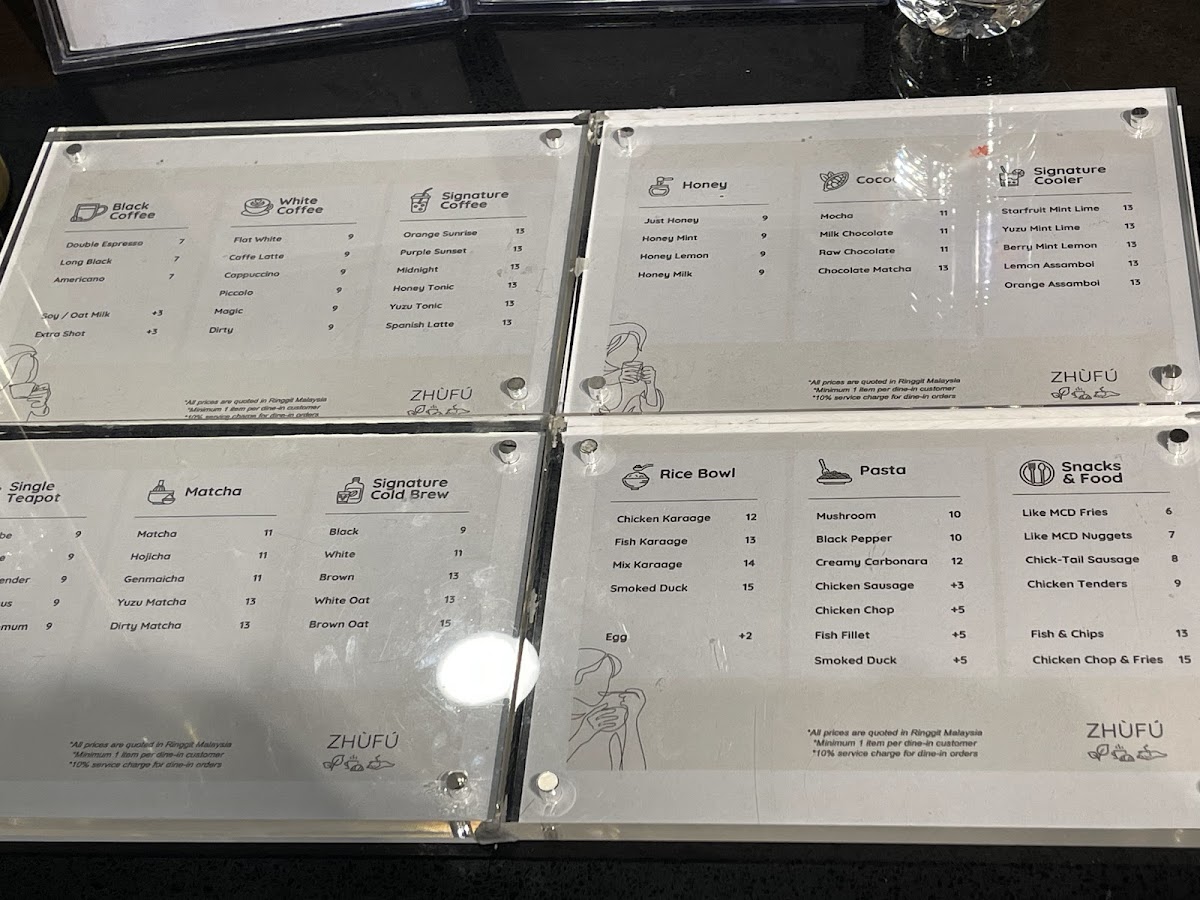 Black
Coffee
Double Espresso 7
Long Black 7
Americano 7
Soy / Oat Milk +3
Extra Shot +3
White
Coffee
Flat White 9
Caffe Latte 9
Cappuccino 9
Piccolo 9
Magic 9
Dirty 9
Signature
Coffee
Orange Sunrise 13
Purple Sunset 13
Midnight 13
Honey Tonic 13
Yuzu Tonic 13
Spanish Latte 13
*All prices are quoted in Ringgit Malaysia
*Minimum 1 item per dine-in customer
*10% service charge for dine-in orders
ZHÙFÚ
Honey
Just Honey 9
Honey Mint 9
Honey Lemon 9
Honey Milk 9
Mocha 11
Milk Chocolate 11
Raw Chocolate 11
Chocolate Matcha 13
Signature
Cooler
Starfruit Mint Lime 13
Yuzu Mint Lime 13
Berry Mint Lemon 13
Lemon Assamboi 13
Orange Assamboi 13
*All prices are quoted in Ringgit Malaysia
*Minimum 1 item per dine-in customer
*10% service charge for dine-in orders
ZHÙFÚ
Single
Teapot
9
9
9
9
9
Matcha
Matcha 11
Hojicha 11
Genmaicha 11
Yuzu Matcha 13
Dirty Matcha 13
Signature
Cold Brew
Black 9
White 11
Brown 13
White Oat 13
Brown Oat 15
*All prices are quoted in Ringgit Malaysia
*Minimum 1 item per dine-in customer
*10% service charge for dine-in orders
ZHÙFÚ
Rice Bowl
Chicken Karaage 12
Fish Karaage 13
Mix Karaage 14
Smoked Duck 15
Egg +2
Pasta
Mushroom 10
Black Pepper 10
Creamy Carbonara 12
Chicken Sausage +3
Chicken Chop +5
Fish Fillet +5
Smoked Duck +5
Snacks
& Food
Like MCD Fries 6
Like MCD Nuggets 7
Chick-Tail Sausage 8
Chicken Tenders 9
Fish & Chips 13
Chicken Chop & Fries 15
*All prices are quoted in Ringgit Malaysia
*Minimum 1 item per dine-in customer
*10% service charge for dine-in orders
ZHÙFÚ